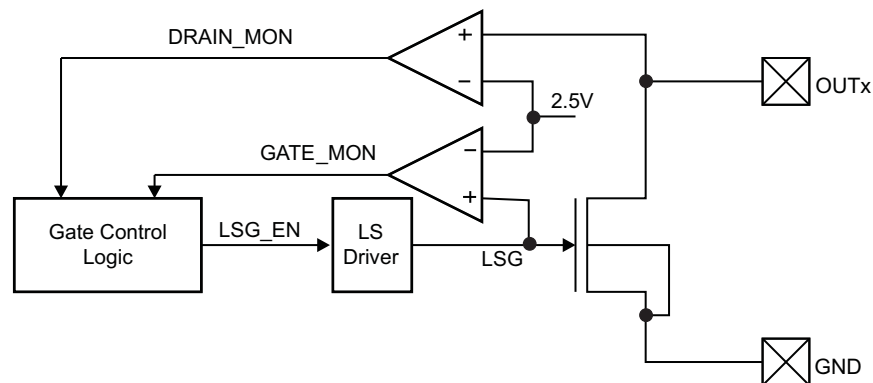 DRAIN_MON
+
−
2.5V
OUTx
GATE_MON
−
+
Gate Control
Logic
LSG_EN
LS
Driver
LSG
GND